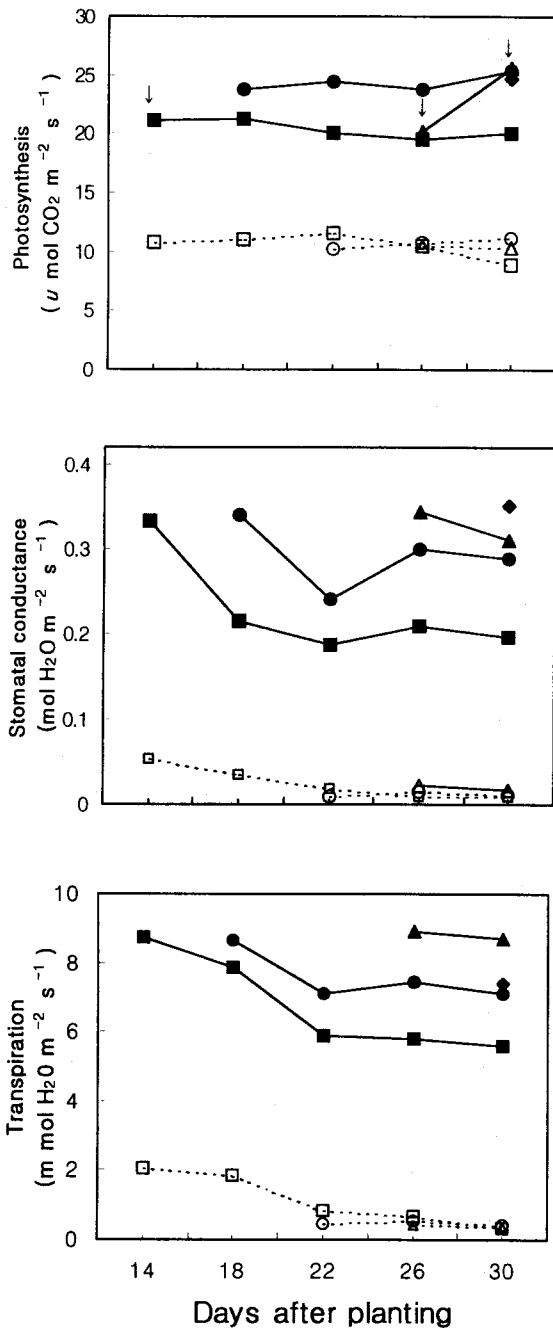 30
25
20
15
10
5
0
Photosynthesis
( u mol CO2 m −2 s −1 )
0.4
0.3
0.2
0.1
0
Stomatal conductance
(mol H2O m −2 s −1)
10
8
6
4
2
0
Transpiration
(m mol H20 m −2 s −1)
14 18 22 26 30
Days after planting